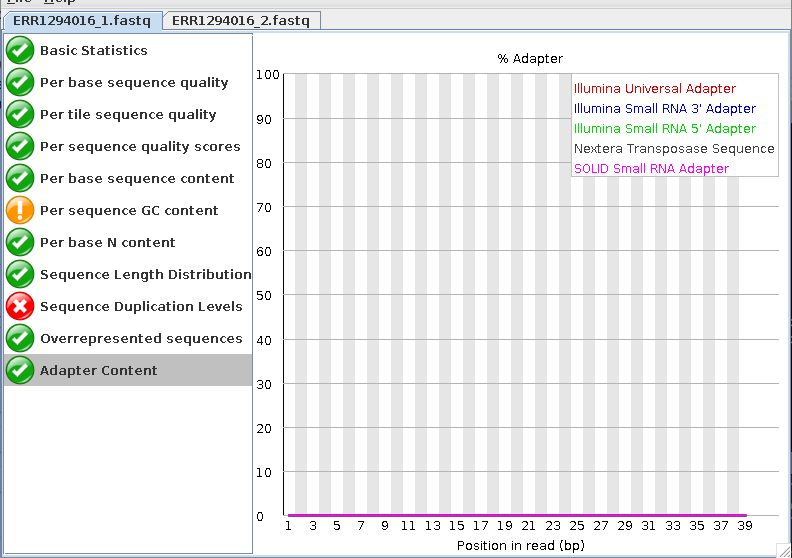 File Help
ERR1294016_1.fastq ERR1294016_2.fastq
Basic Statistics
Per base sequence quality
Per tile sequence quality
Per sequence quality scores
Per base sequence content
Per sequence GC content
Per base N content
Sequence Length Distribution
Sequence Duplication Levels
Overrepresented sequences
Adapter Content
% Adapter
Illumina Universal Adapter
Illumina Small RNA 3' Adapter
Illumina Small RNA 5' Adapter
Nextera Transposase Sequence
SOLID Small RNA Adapter
100
90
80
70
60
50
40
30
20
10
0
1 3 5 7 9 11 13 15 17 19 21 23 25 27 29 31 33 35 37 39
Position in read (bp)